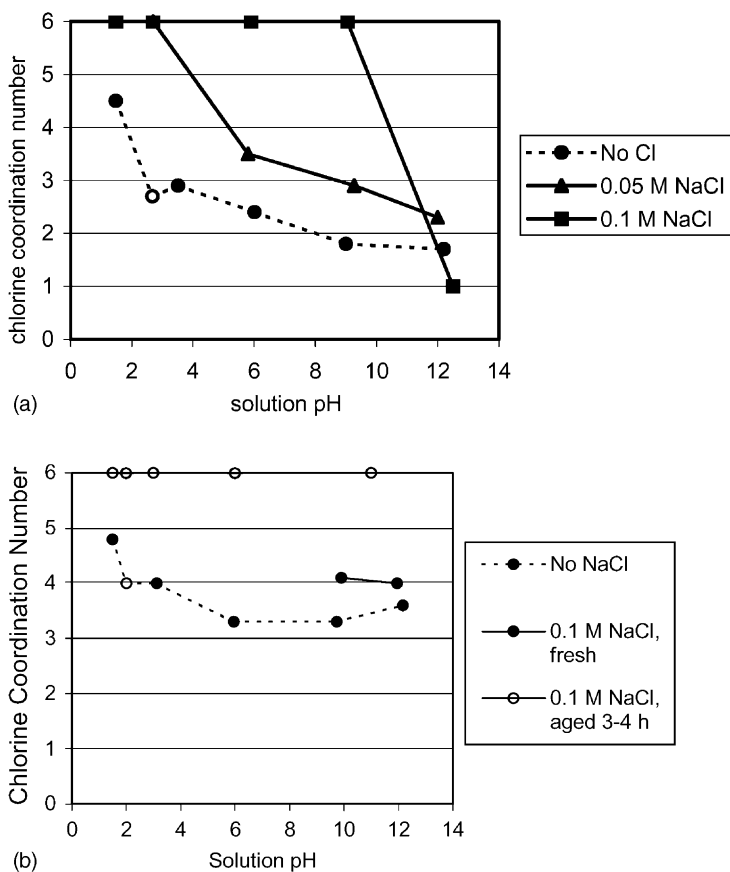 6
5
4
3
2
1
0
chlorine coordination number
0 2 4 6 8 10 12 14
solution pH
(a)
No Cl
0.05 M NaCl
0.1 M NaCl
6
5
4
3
2
1
0
Chlorine Coordination Number
0 2 4 6 8 10 12 14
Solution pH
(b)
No NaCl
0.1 M NaCl,
fresh
0.1 M NaCl,
aged 3-4 h